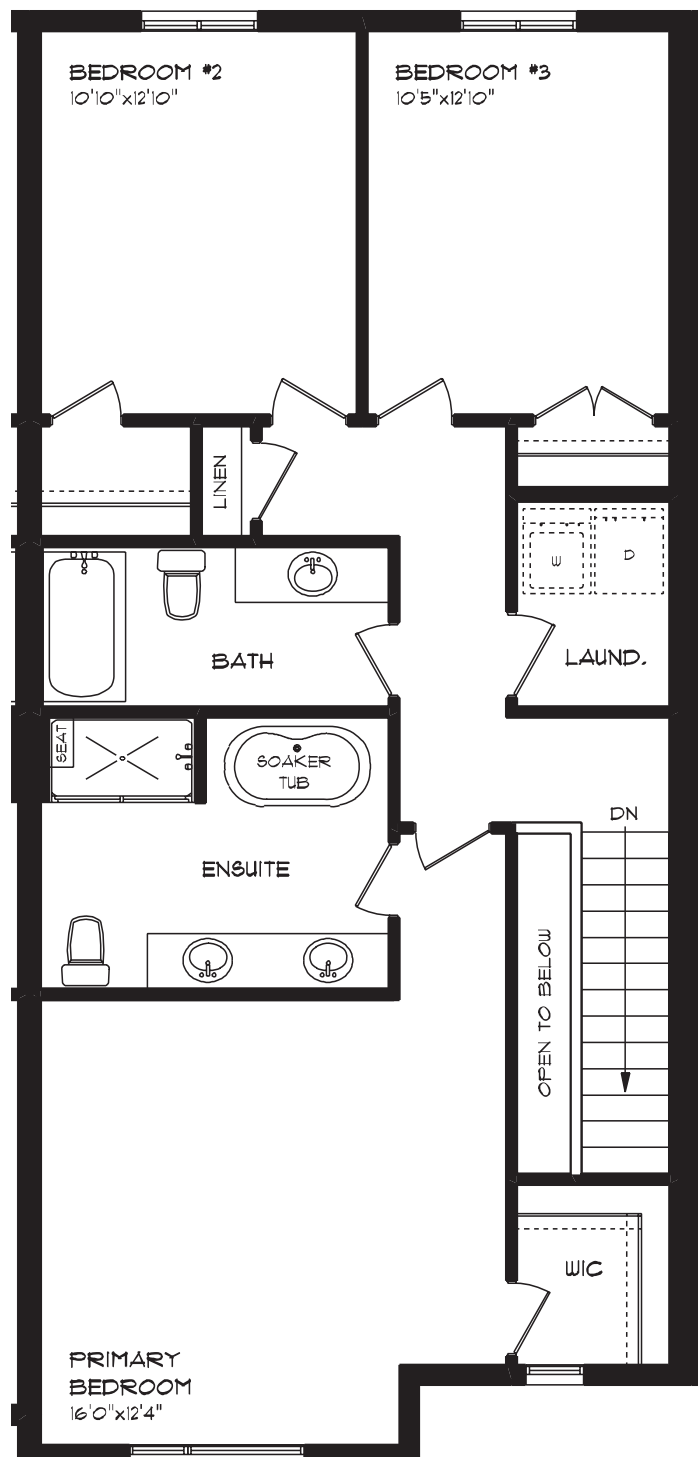 BEDROOM #2
10'10"x12'10"
BEDROOM #3
10'5"x12'10"
LINEN
W
D
BATH
LAUND.
SEAT
SOAKER
TUB
DN
ENSUITE
OPEN TO BELOW
WIC
PRIMARY
BEDROOM
16'0"x12'4"